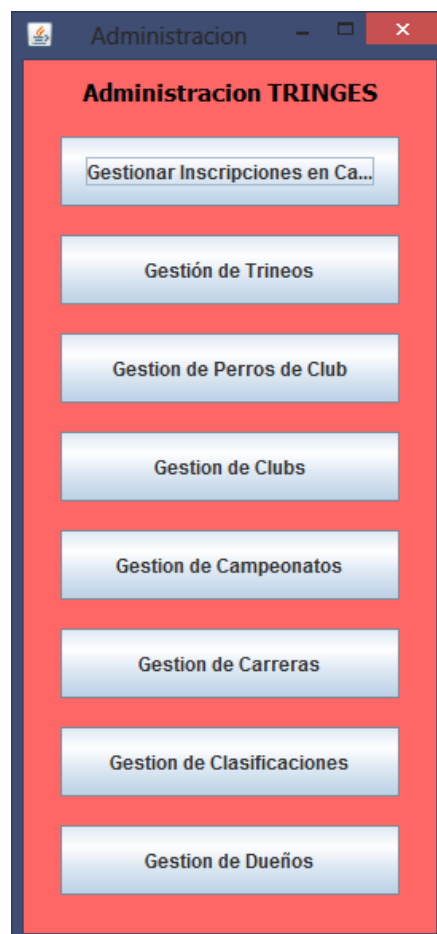 Administracion
Administracion TRINGES
Gestionar Inscripciones en Ca...
Gestión de Trineos
Gestion de Perros de Club
Gestion de Clubs
Gestion de Campeonatos
Gestion de Carreras
Gestion de Clasificaciones
Gestion de Dueños